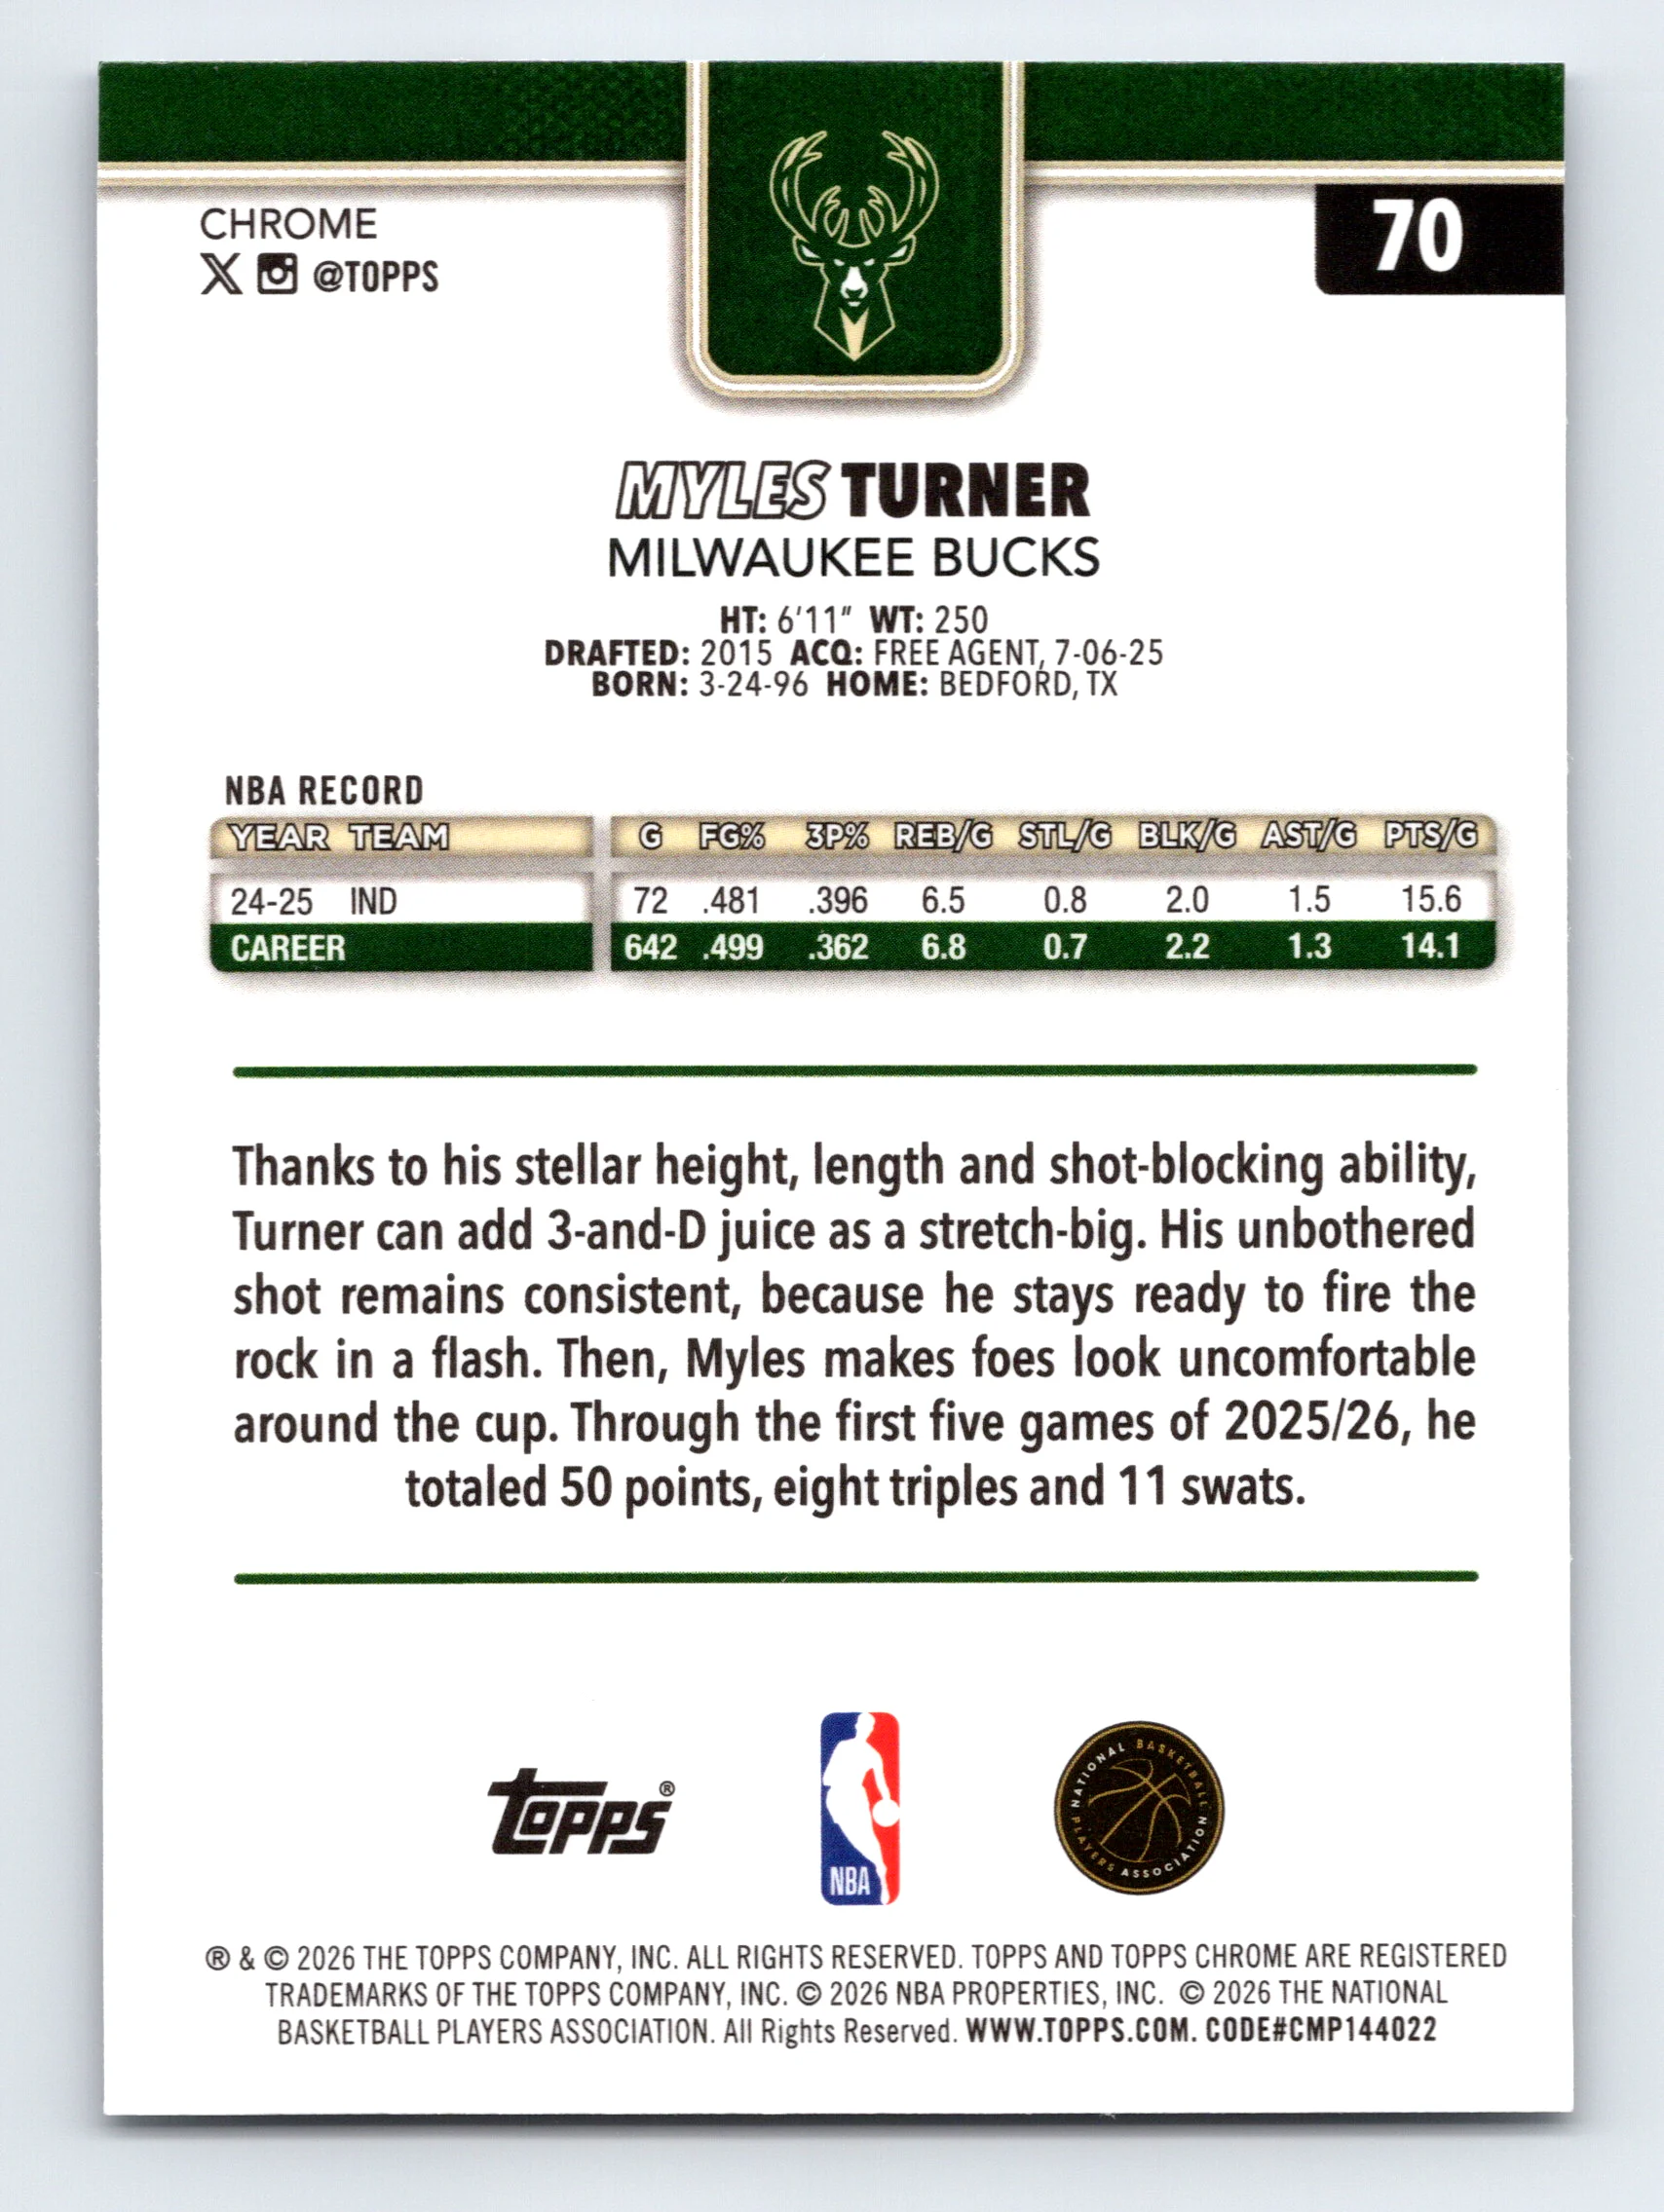 CHROME
70
X @TOPPS
MYLES TURNER
MILWAUKEE BUCKS
HT: 6'11" WT: 250
DRAFTED: 2015 ACQ: FREE AGENT, 7-06-25
BORN: 3-24-96 HOME: BEDFORD, TX
NBA RECORD
YEAR TEAM G FG% 3P% REB/G STL/G BLK/G AST/G PTS/G
24-25 IND 72 .481 .396 6.5 0.8 2.0 1.5 15.6
CAREER 642 .499 .362 6.8 0.7 2.2 1.3 14.1
Thanks to his stellar height, length and shot-blocking ability,
Turner can add 3-and-D juice as a stretch-big. His unbothered
shot remains consistent, because he stays ready to fire the
rock in a flash. Then, Myles makes foes look uncomfortable
around the cup. Through the first five games of 2025/26, he
totaled 50 points, eight triples and 11 swats.
Topps®
NBA
NATIONAL BASKETBALL PLAYERS ASSOCIATION
® & © 2026 THE TOPPS COMPANY, INC. ALL RIGHTS RESERVED. TOPPS AND TOPPS CHROME ARE REGISTERED
TRADEMARKS OF THE TOPPS COMPANY, INC. © 2026 NBA PROPERTIES, INC. © 2026 THE NATIONAL
BASKETBALL PLAYERS ASSOCIATION. All Rights Reserved. WWW.TOPPS.COM. CODE#CMP144022